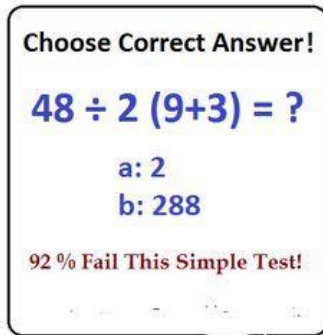 Choose Correct Answer!
48 ÷ 2 (9+3) = ?
a: 2
b: 288
92 % Fail This Simple Test!